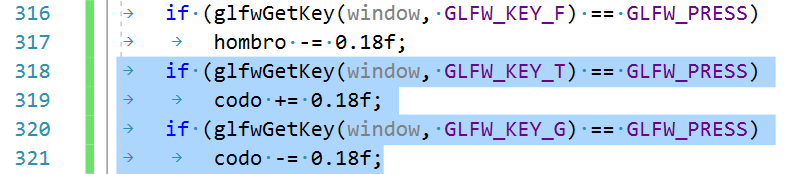 316 if (glfwGetKey(window, GLFW_KEY_F) == GLFW_PRESS)
317 hombro -= 0.18f;
318 if (glfwGetKey(window, GLFW_KEY_T) == GLFW_PRESS)
319 codo += 0.18f;
320 if (glfwGetKey(window, GLFW_KEY_G) == GLFW_PRESS)
321 codo -= 0.18f;